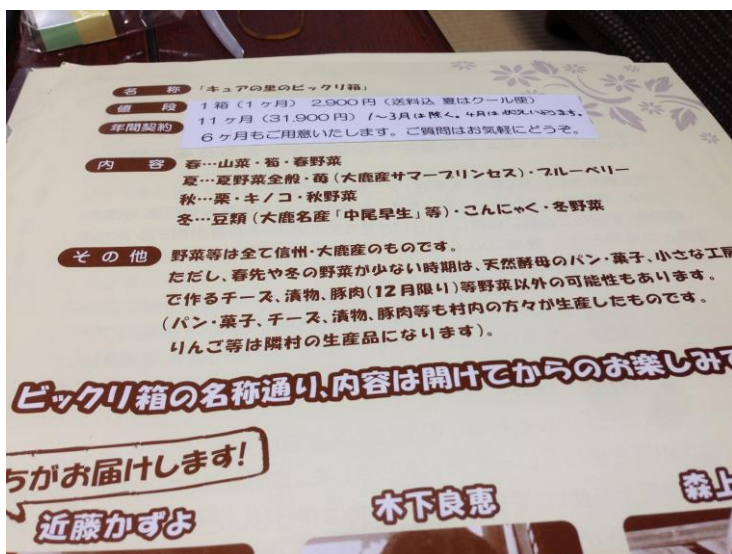 名　称 「キュアの里のビックリ箱」
値　段 1箱（1ヶ月） 2,900円（送料込 夏はクール便）
年間契約 11ヶ月（31,900円） 1〜3月は除く。4月は
6ヶ月もご用意いたします。ご質問はお気軽にどうぞ。
内　容 春…山菜・筍・春野菜
夏…夏野菜全般・苺（大鹿産サマープリンセス）・ブルーベリー
秋…栗・キノコ・秋野菜
冬…豆類（大鹿名産「中尾早生」等）・こんにゃく・冬野菜
その他 野菜等は全て信州・大鹿産のものです。
ただし、春先や冬の野菜が少ない時期は、天然酵母のパン・菓子、小さな工房
で作るチーズ、漬物、豚肉（12月限り）等野菜以外の可能性もあります。
（パン・菓子、チーズ、漬物、豚肉等も村内の方々が生産したものです。
りんご等は隣村の生産品になります）。
ビックリ箱の名称通り、内容は開けてからのお楽しみで
ちがお届けします!
近藤かずよ
木下良恵
森上